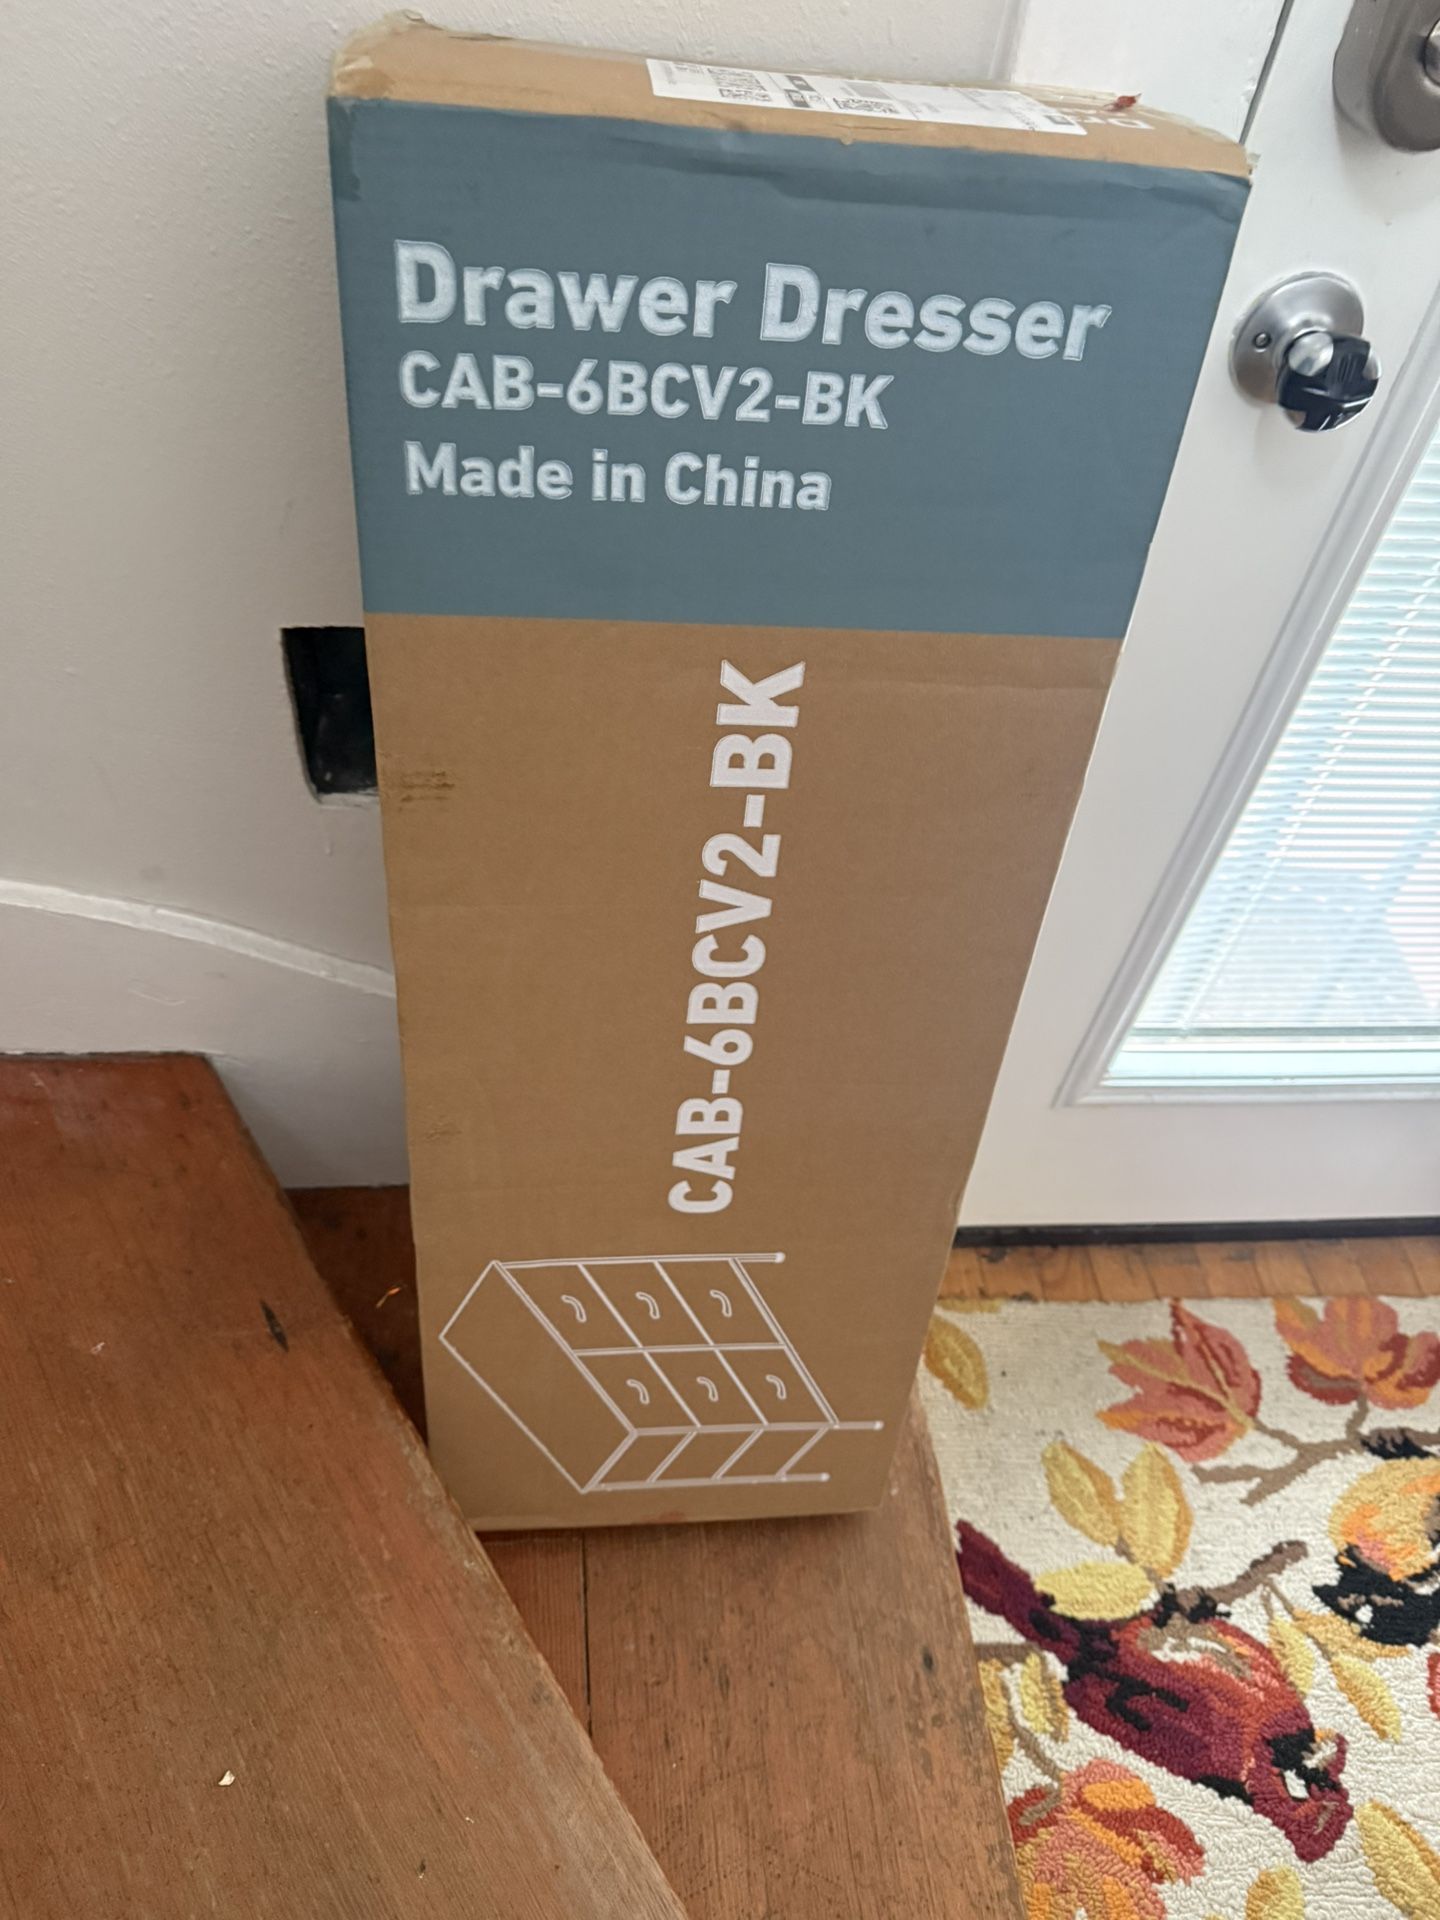 Drawer Dresser
CAB-6BCV2-BK
Made in China
CAB-6BCV2-BK